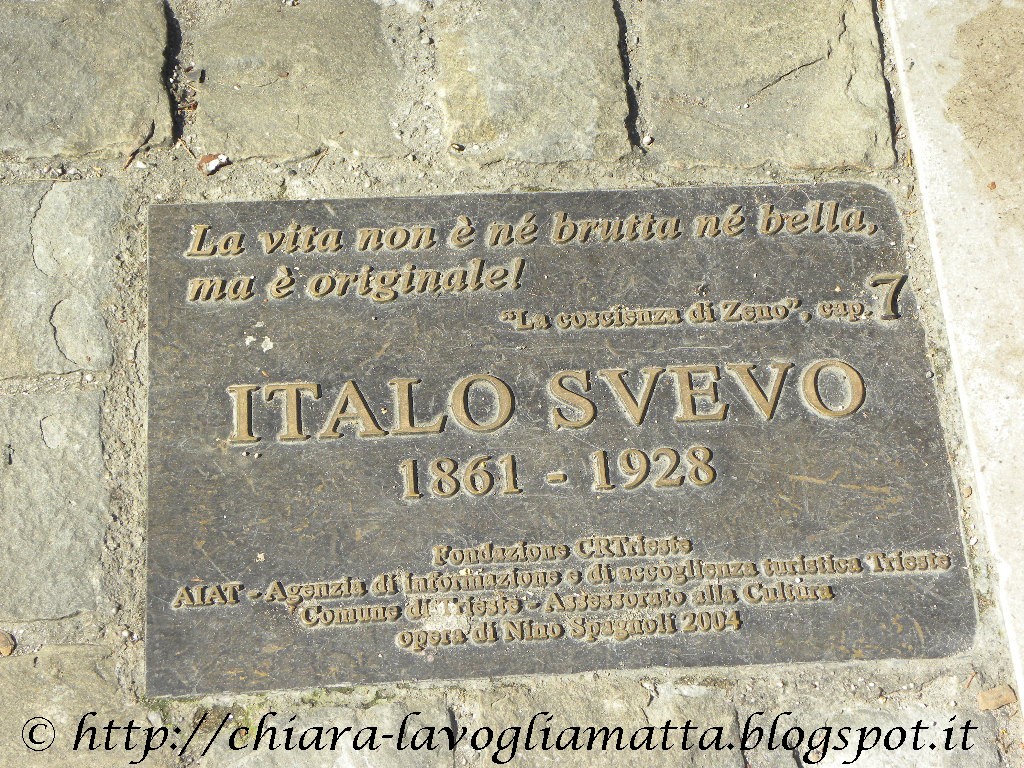 La vita non è né brutta né bella,
ma è originale!
"La coscienza di Zeno", cap. 7
ITALO SVEVO
1861 - 1928
Fondazione CRTrieste
AIAT - Agenzia di informazione e di accoglienza turistica Trieste
Comune di Trieste - Assessorato alla Cultura
opera di Nino Spagnoli 2004
© http://chiara-lavogliamatta.blogspot.it